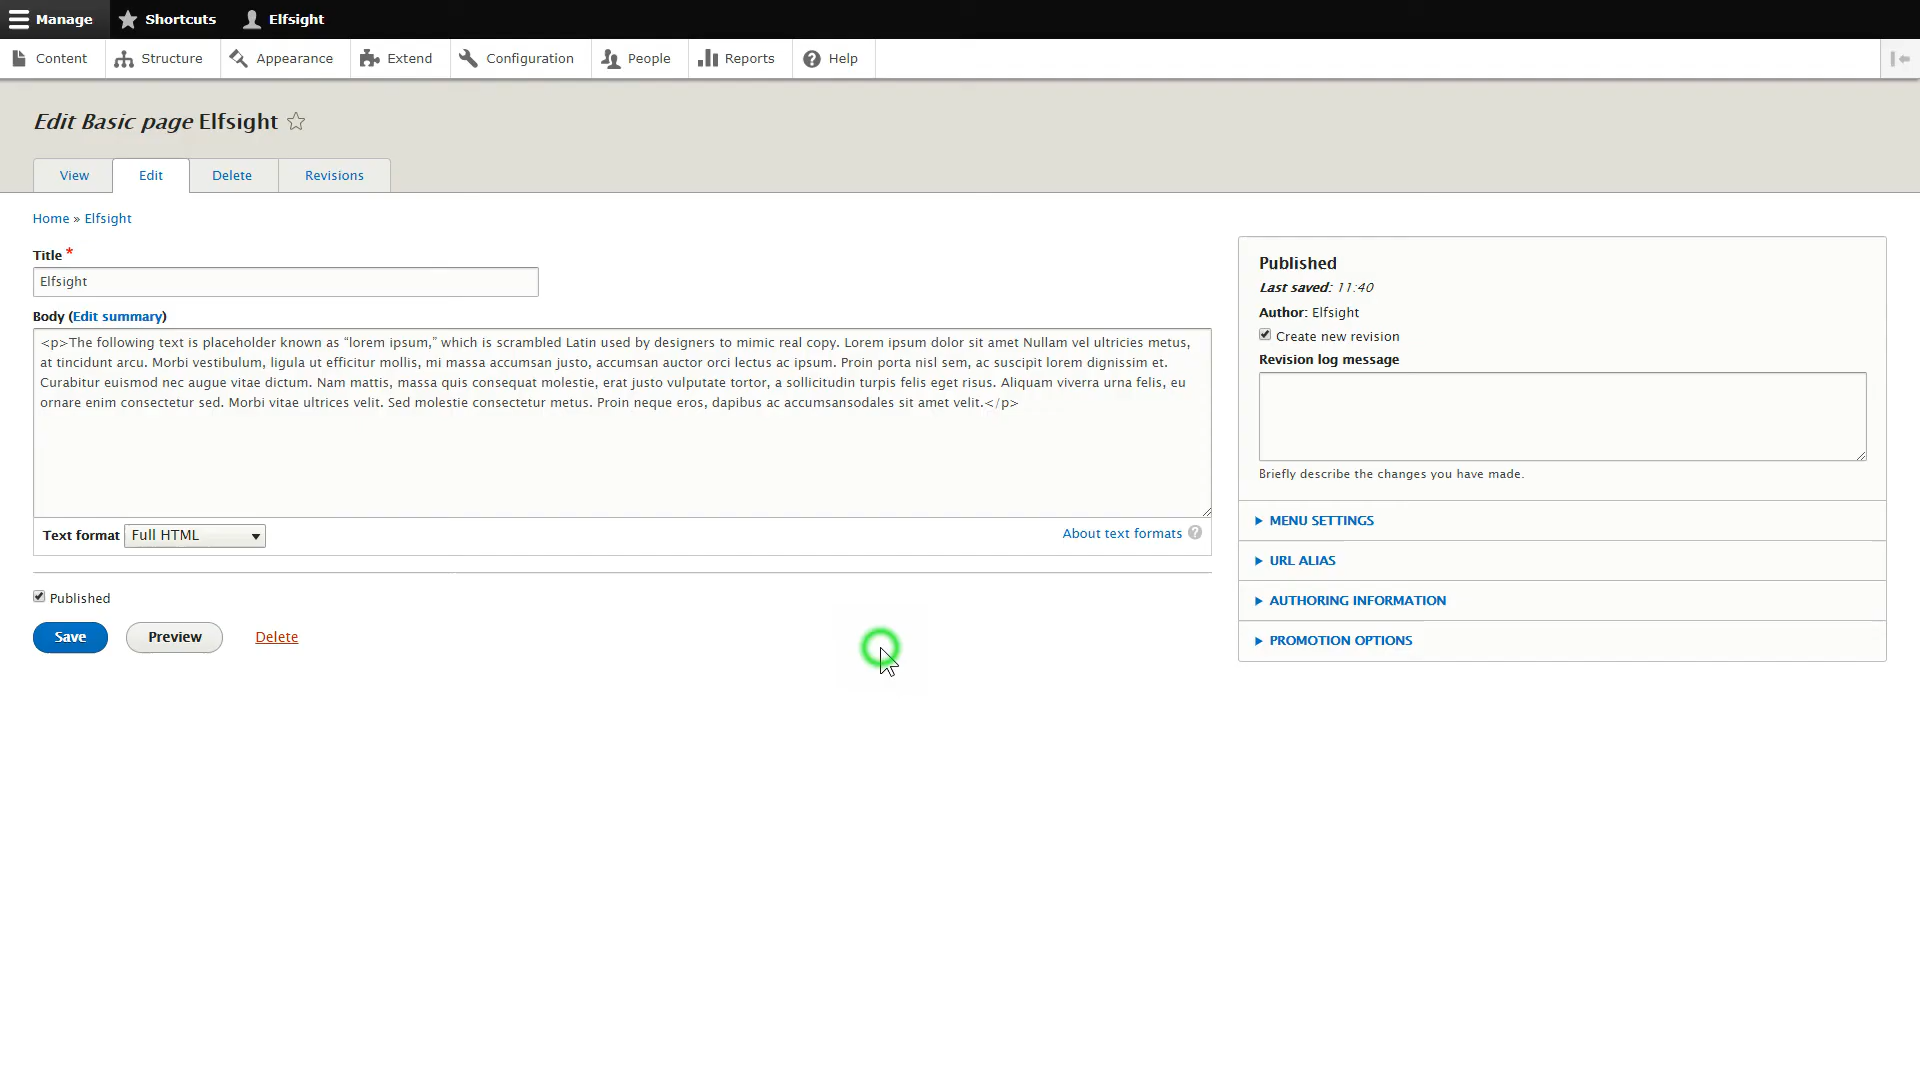 Manage Shortcuts Elfsight
Content Structure Appearance Extend Configuration People Reports Help
Edit Basic page Elfsight
View Edit Delete Revisions
Home » Elfsight
Title *
Elfsight
Body (Edit summary)
<p>The following text is placeholder known as “lorem ipsum,” which is scrambled Latin used by designers to mimic real copy. Lorem ipsum dolor sit amet Nullam vel ultricies metus,
at tincidunt arcu. Morbi vestibulum, ligula ut efficitur mollis, mi massa accumsan justo, accumsan auctor orci lectus ac ipsum. Proin porta nisl sem, ac suscipit lorem dignissim et.
Curabitur euismod nec augue vitae dictum. Nam mattis, massa quis consequat molestie, erat justo vulputate tortor, a sollicitudin turpis felis eget risus. Aliquam viverra urna felis, eu
ornare enim consectetur sed. Morbi vitae ultrices velit. Sed molestie consectetur metus. Proin neque eros, dapibus ac accumsansodales sit amet velit.</p>
Text format Full HTML
About text formats ?
Published
Save Preview Delete
Published
Last saved: 11:40
Author: Elfsight
Create new revision
Revision log message
Briefly describe the changes you have made.
MENU SETTINGS
URL ALIAS
AUTHORING INFORMATION
PROMOTION OPTIONS